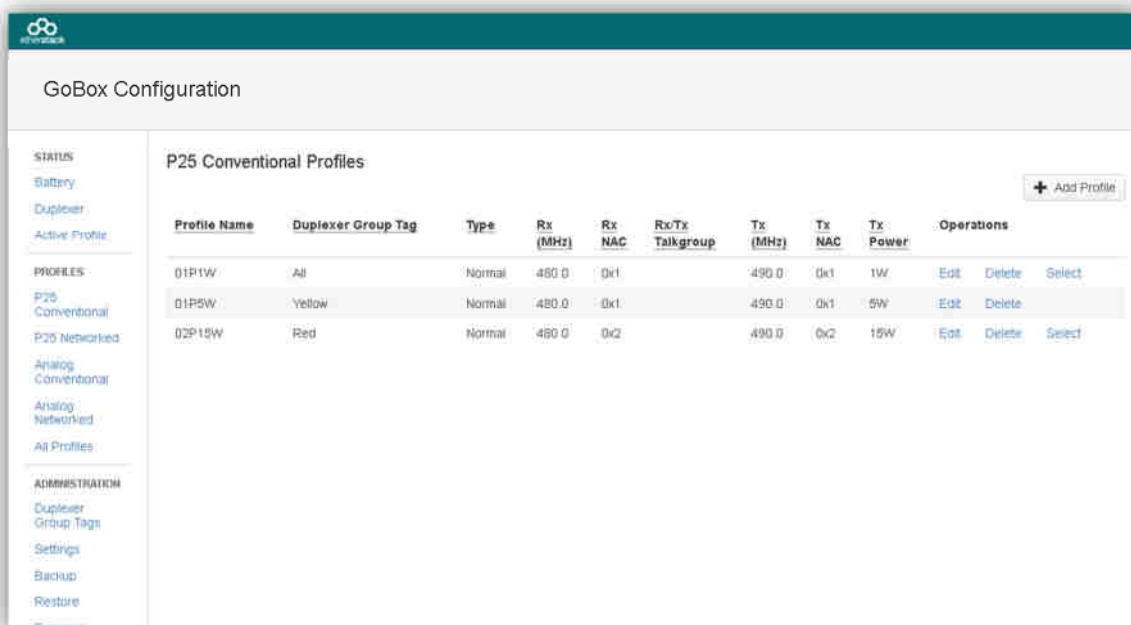 etherstack
GoBox Configuration
STATUS
Battery
Duplexer
Active Profile
PROFILES
P25
Conventional
P25 Networked
Analog
Conventional
Analog
Networked
All Profiles
ADMINISTRATION
Duplexer
Group Tags
Settings
Backup
Restore
P25 Conventional Profiles
+ Add Profile
Profile Name Duplexer Group Tag Type Rx (MHz) Rx NAC Rx/Tx Talkgroup Tx (MHz) Tx NAC Tx Power Operations
01P1W All Normal 480.0 0x1 490.0 0x1 1W Edit Delete Select
01P5W Yellow Normal 480.0 0x1 490.0 0x1 5W Edit Delete
02P15W Red Normal 480.0 0x2 490.0 0x2 15W Edit Delete Select